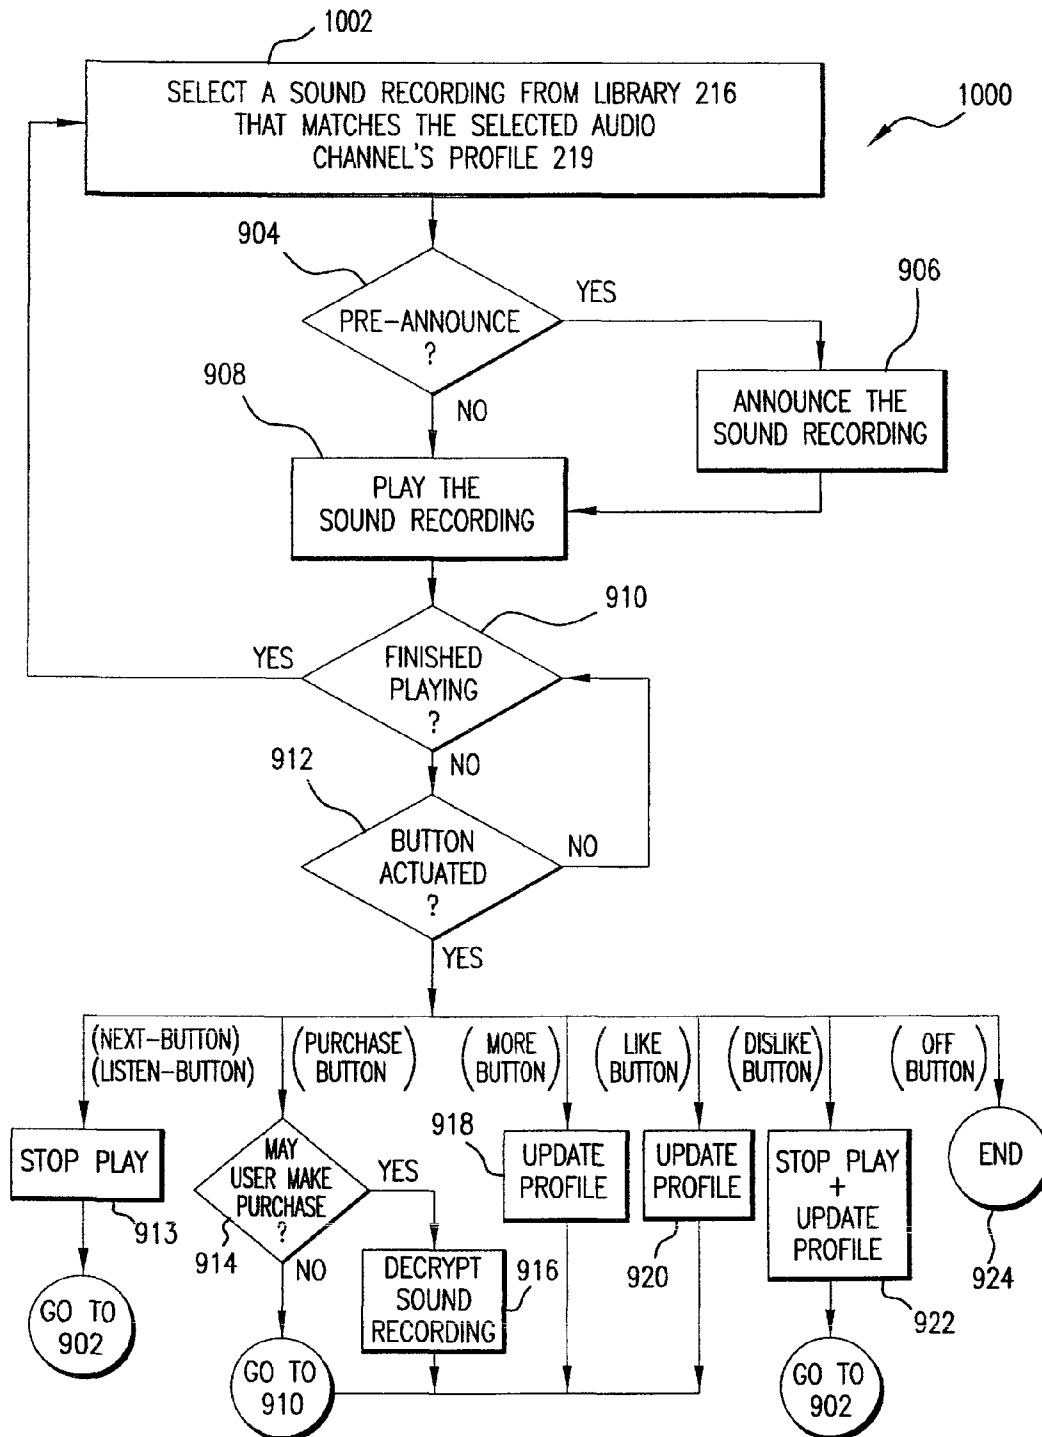 1002
SELECT A SOUND RECORDING FROM LIBRARY 216
THAT MATCHES THE SELECTED AUDIO
CHANNEL'S PROFILE 219
1000
904
PRE-ANNOUNCE
?
YES
NO
906
ANNOUNCE THE
SOUND RECORDING
908
PLAY THE
SOUND RECORDING
910
FINISHED
PLAYING
?
YES
NO
912
BUTTON
ACTUATED
?
NO
YES
(NEXT-BUTTON)
(LISTEN-BUTTON)
(PURCHASE
BUTTON)
(MORE
BUTTON)
(LIKE
BUTTON)
(DISLIKE
BUTTON)
(OFF
BUTTON)
STOP PLAY
913
GO TO
902
MAY
USER MAKE
PURCHASE
?
914
YES
NO
DECRYPT
SOUND
RECORDING
916
GO TO
910
918
UPDATE
PROFILE
UPDATE
PROFILE
920
STOP PLAY
+
UPDATE
PROFILE
922
GO TO
902
END
924